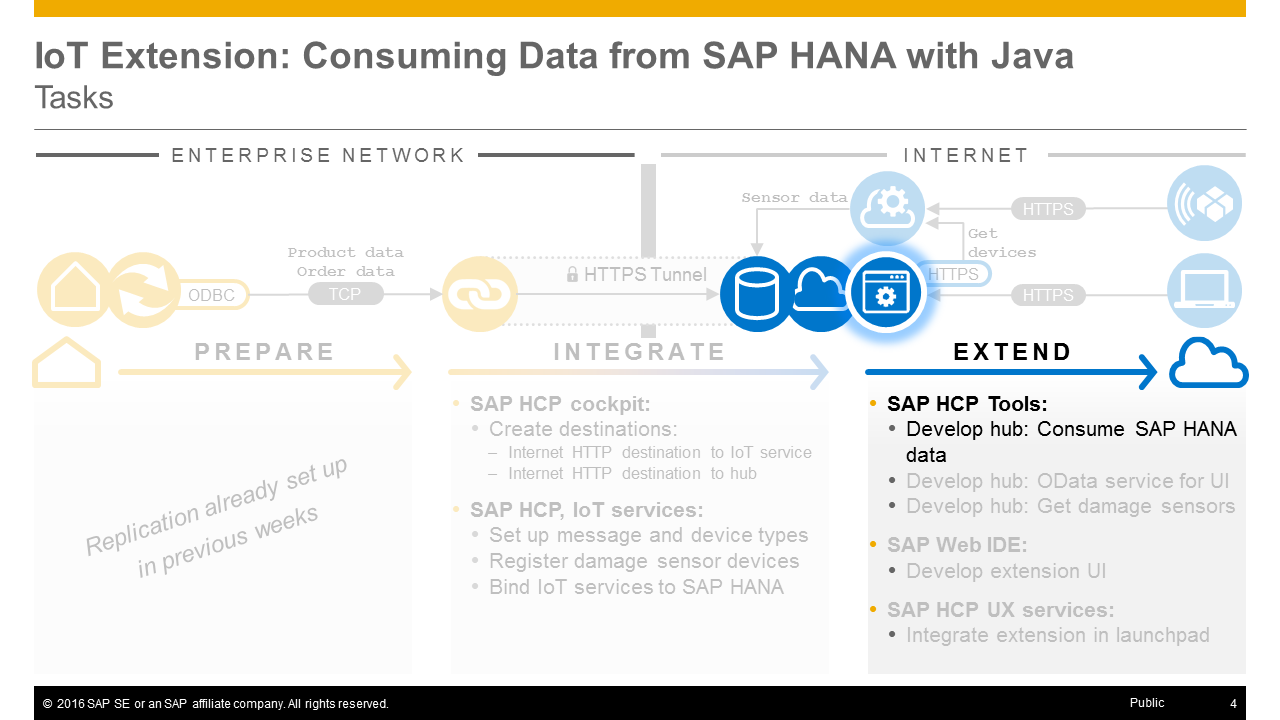 IoT Extension: Consuming Data from SAP HANA with Java
Tasks
ENTERPRISE NETWORK
INTERNET
Sensor data
HTTPS
Get
devices
Product data
Order data
HTTPS Tunnel
HTTPS
ODBC
TCP
HTTPS
PREPARE
INTEGRATE
EXTEND
Replication already set up
in previous weeks
• SAP HCP cockpit:
• Create destinations:
– Internet HTTP destination to IoT service
– Internet HTTP destination to hub
• SAP HCP, IoT services:
• Set up message and device types
• Register damage sensor devices
• Bind IoT services to SAP HANA
• SAP HCP Tools:
• Develop hub: Consume SAP HANA
data
• Develop hub: OData service for UI
• Develop hub: Get damage sensors
• SAP Web IDE:
• Develop extension UI
• SAP HCP UX services:
• Integrate extension in launchpad
© 2016 SAP SE or an SAP affiliate company. All rights reserved.
Public
4